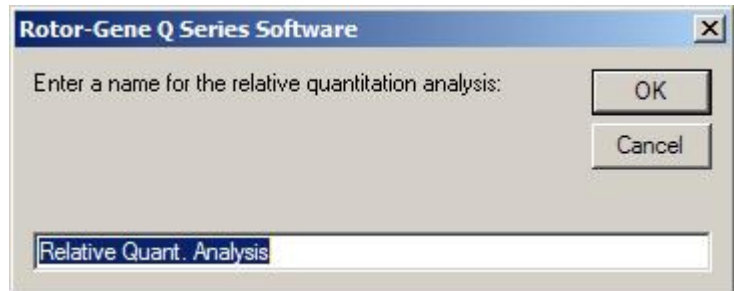 Rotor-Gene Q Series Software
Enter a name for the relative quantitation analysis:
OK
Cancel
Relative Quant. Analysis